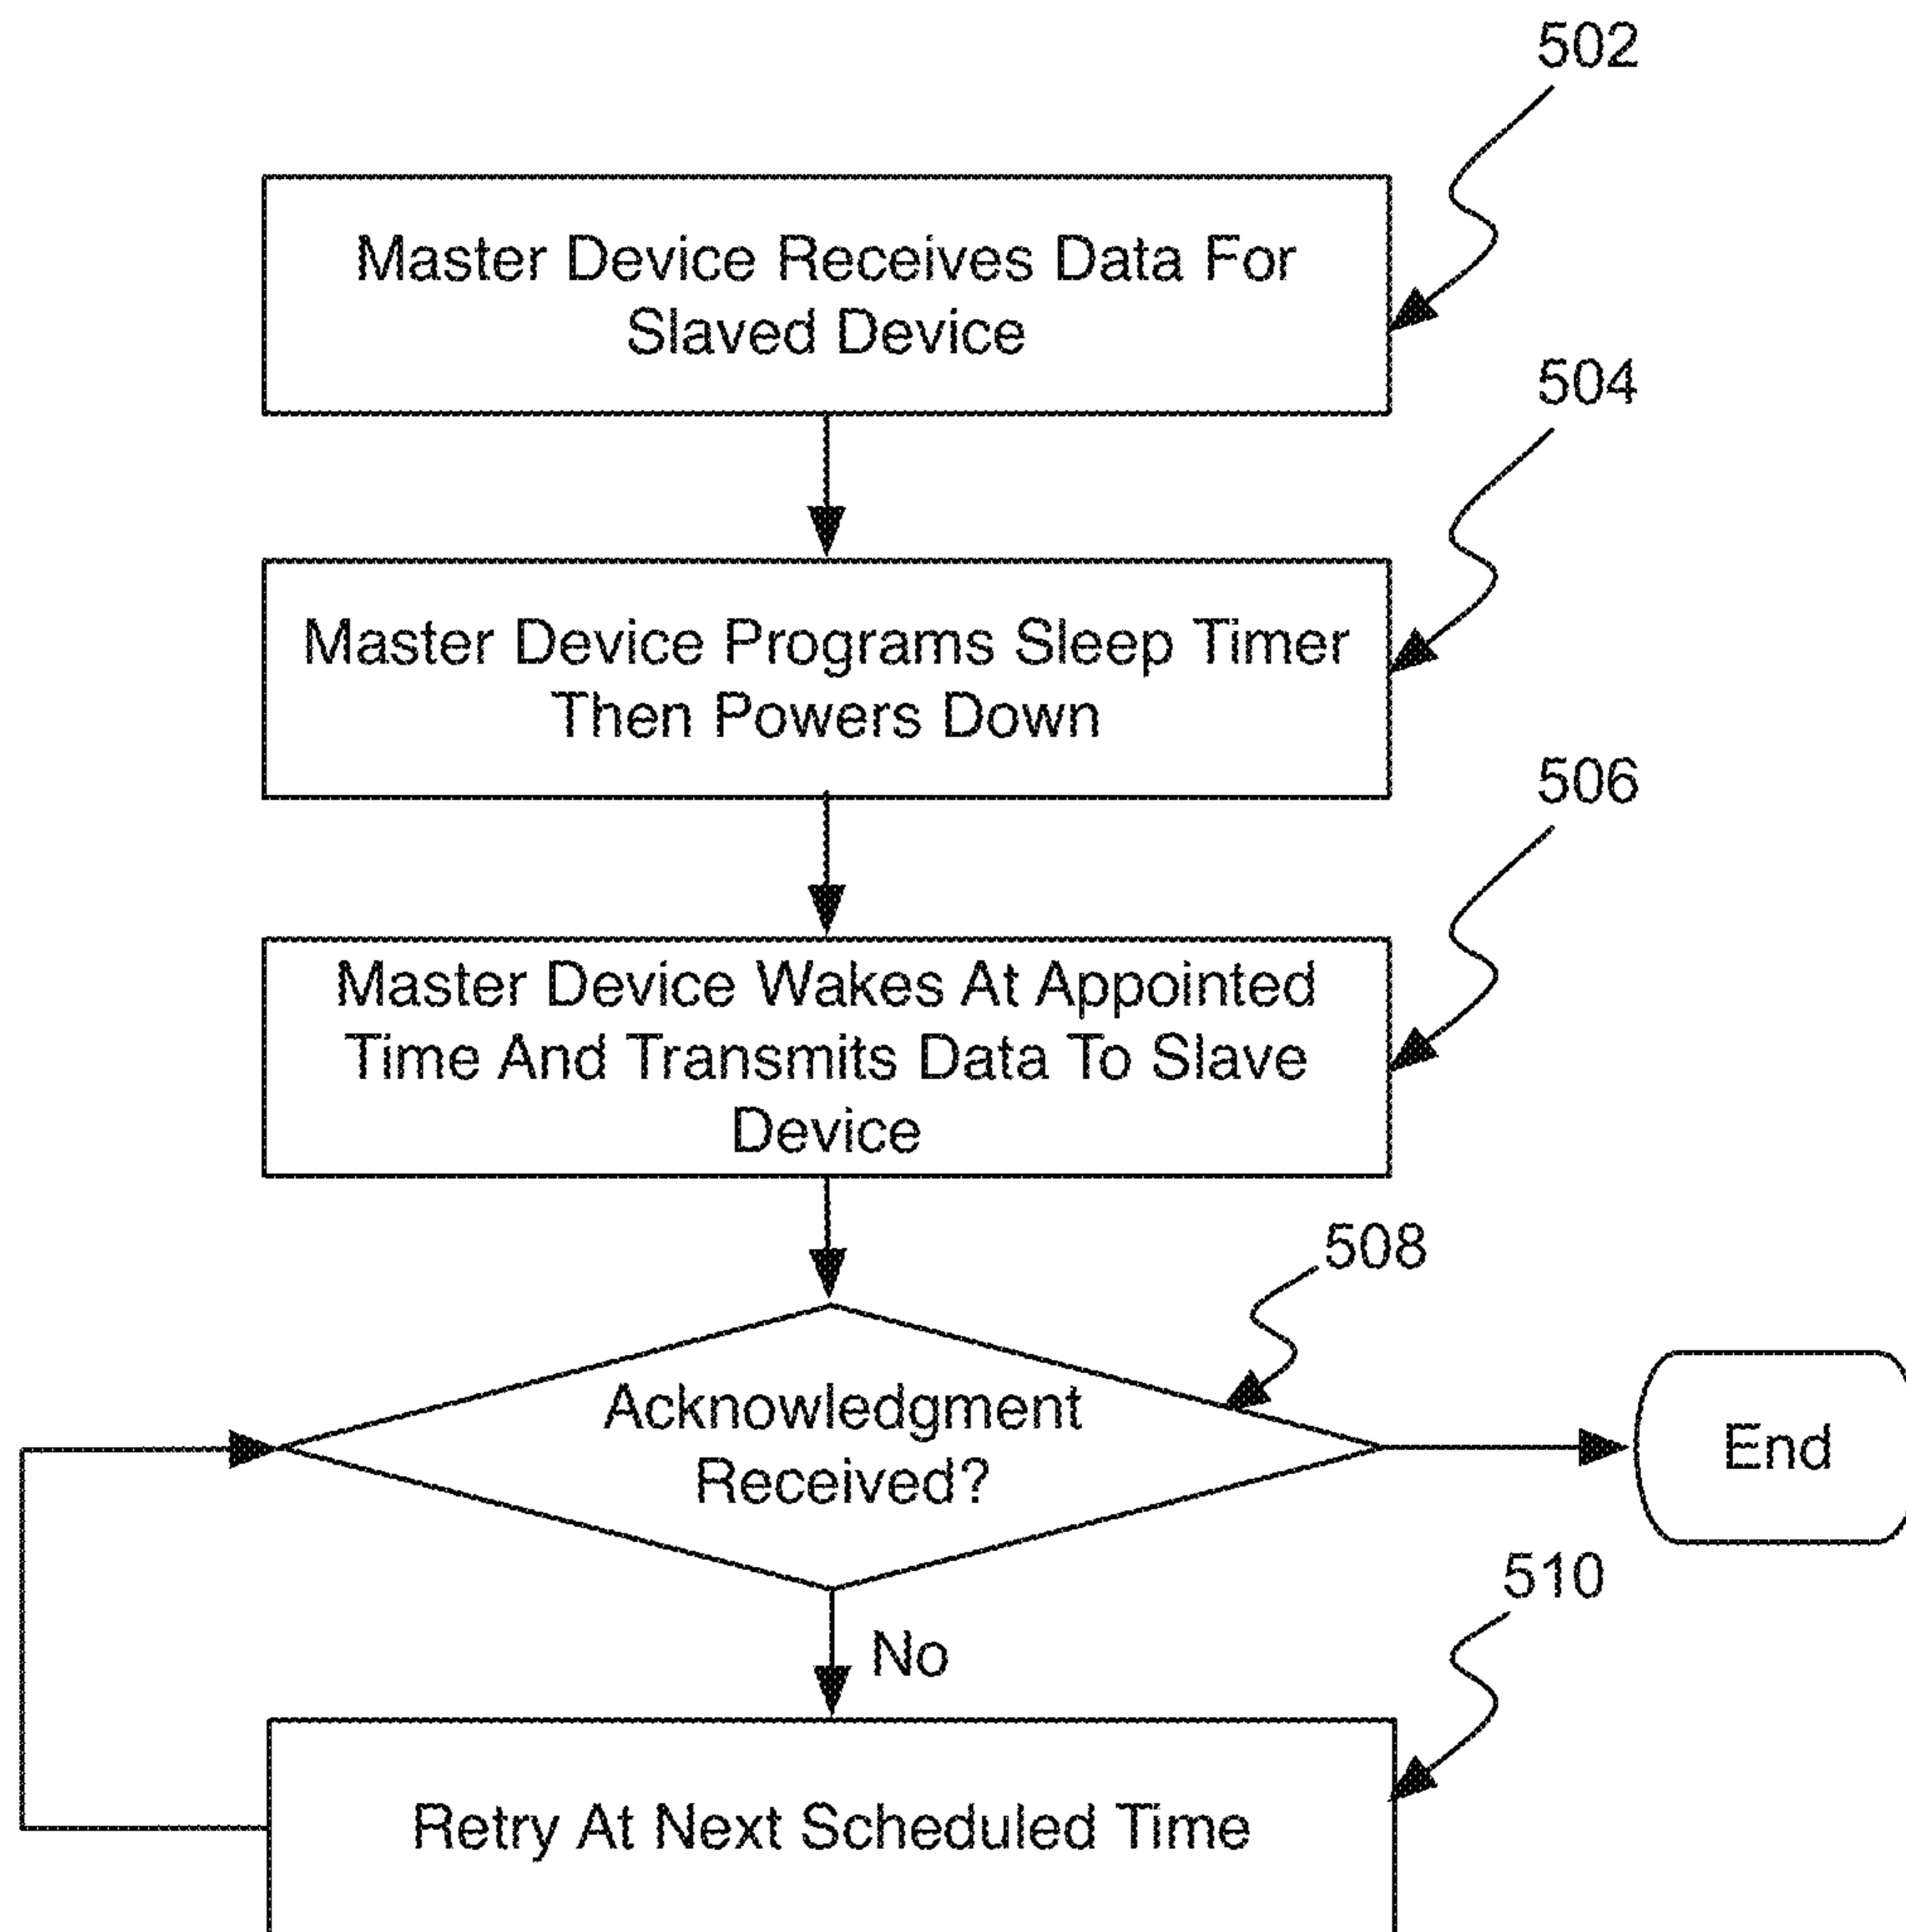 502
Master Device Receives Data For
Slaved Device
504
Master Device Programs Sleep Timer
Then Powers Down
506
Master Device Wakes At Appointed
Time And Transmits Data To Slave
Device
508
Acknowledgment
Received?
End
510
No
Retry At Next Scheduled Time